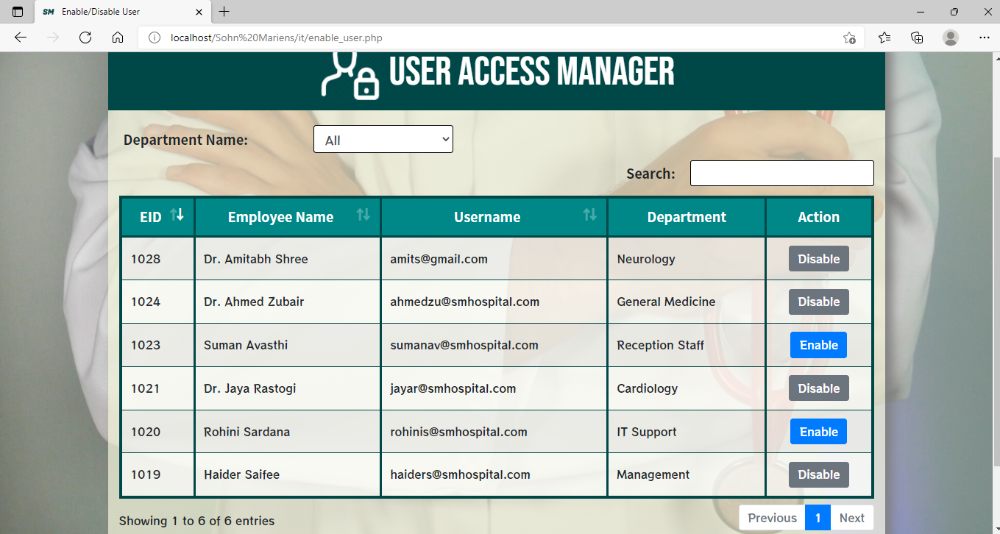 SM Enable/Disable User
localhost/Sohn%20Mariens/it/enable_user.php
USER ACCESS MANAGER
Department Name: All
Search:
EID Employee Name Username Department Action
1028 Dr. Amitabh Shree amits@gmail.com Neurology Disable
1024 Dr. Ahmed Zubair ahmedzu@smhospital.com General Medicine Disable
1023 Suman Avasthi sumanav@smhospital.com Reception Staff Enable
1021 Dr. Jaya Rastogi jayar@smhospital.com Cardiology Disable
1020 Rohini Sardana rohinis@smhospital.com IT Support Enable
1019 Haider Saifee haiders@smhospital.com Management Disable
Showing 1 to 6 of 6 entries Previous 1 Next